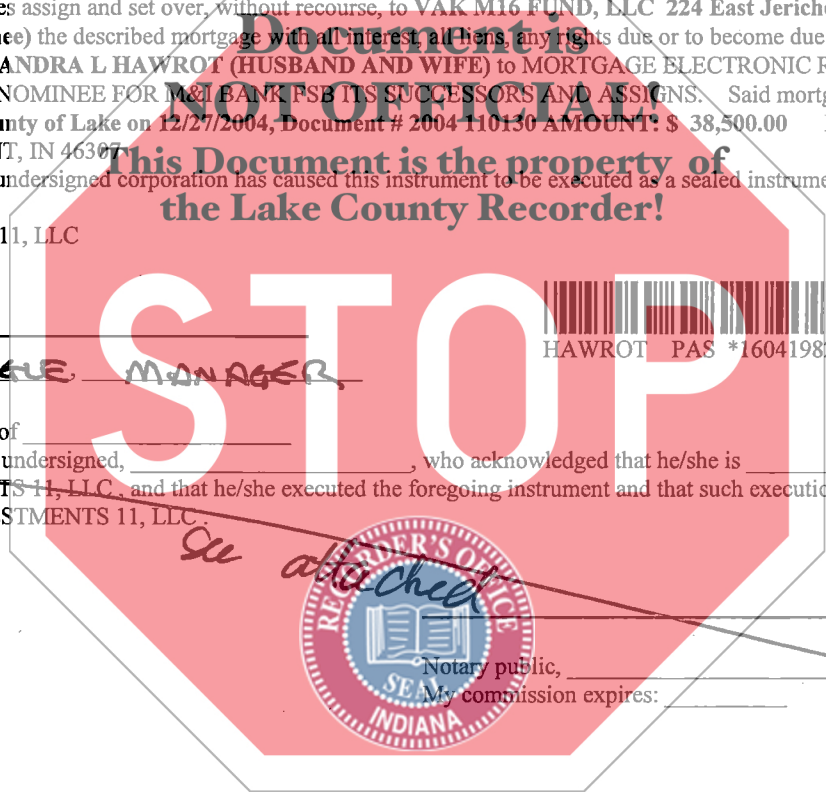 es assign and set over, without recourse, to VAK M16 FUND, LLC 224 East Jericho
ee) the described mortgage with all interest, all liens, any rights due or to become due
ANDRA L HAWROT (HUSBAND AND WIFE) to MORTGAGE ELECTRONIC R
NOMINEE FOR M&I BANK FSB ITS SUCCESSORS AND ASSIGNS. Said mortg
unty of Lake on 12/27/2004, Document # 2004 110130 AMOUNT: $ 38,500.00
T, IN 46307
undersigned corporation has caused this instrument to be executed as a sealed instrume
Document is
NOT OFFICIAL!
This Document is the property of
the Lake County Recorder!
11, LLC
STOP
HAWROT PAS *1604198
MANAGER
of
undersigned, , who acknowledged that he/she is
TS 11, LLC , and that he/she executed the foregoing instrument and that such executio
STMENTS 11, LLC .
See attached
RECORDER'S OFFICE
SEAL
INDIANA
Notary public,
My commission expires: